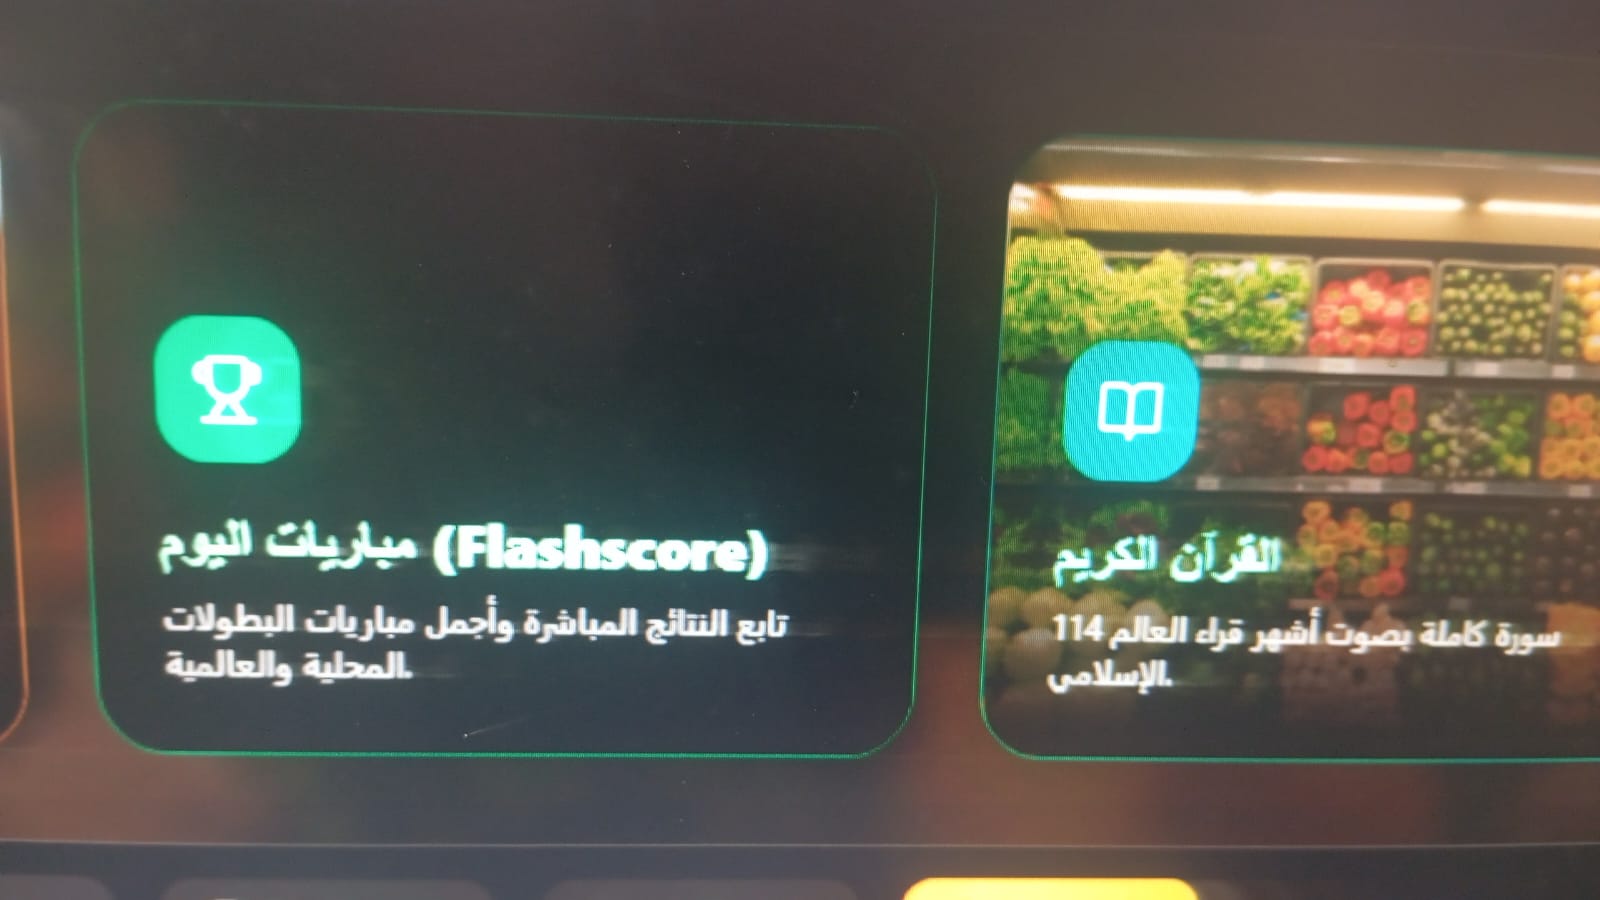 مباريات اليوم (Flashscore)
تابع النتائج المباشرة وأجمل مباريات البطولات
المحلية والعالمية.
القرآن الكريم
114 سورة كاملة بصوت أشهر قراء العالم
الإسلامي.